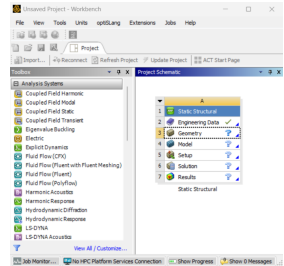 Unsaved Project - Workbench
File View Tools Units optiSLang Extensions Jobs Help
Project
Import... Reconnect Refresh Project Update Project ACT Start Page
Toolbox
Project Schematic
Analysis Systems
Coupled Field Harmonic
Coupled Field Modal
Coupled Field Static
Coupled Field Transient
Eigenvalue Buckling
Electric
Explicit Dynamics
Fluid Flow (CFX)
Fluid Flow (Fluent with Fluent Meshing)
Fluid Flow (Fluent)
Fluid Flow (Polyflow)
Harmonic Acoustics
Harmonic Response
Hydrodynamic Diffraction
Hydrodynamic Response
LS-DYNA
LS-DYNA Acoustics
View All / Customize...
A
1 Static Structural
2 Engineering Data
3 Geometry ?
4 Model ?
5 Setup ?
6 Solution ?
7 Results ?
Static Structural
Job Monitor... No HPC Platform Services Connection Show Progress Show 0 Messages